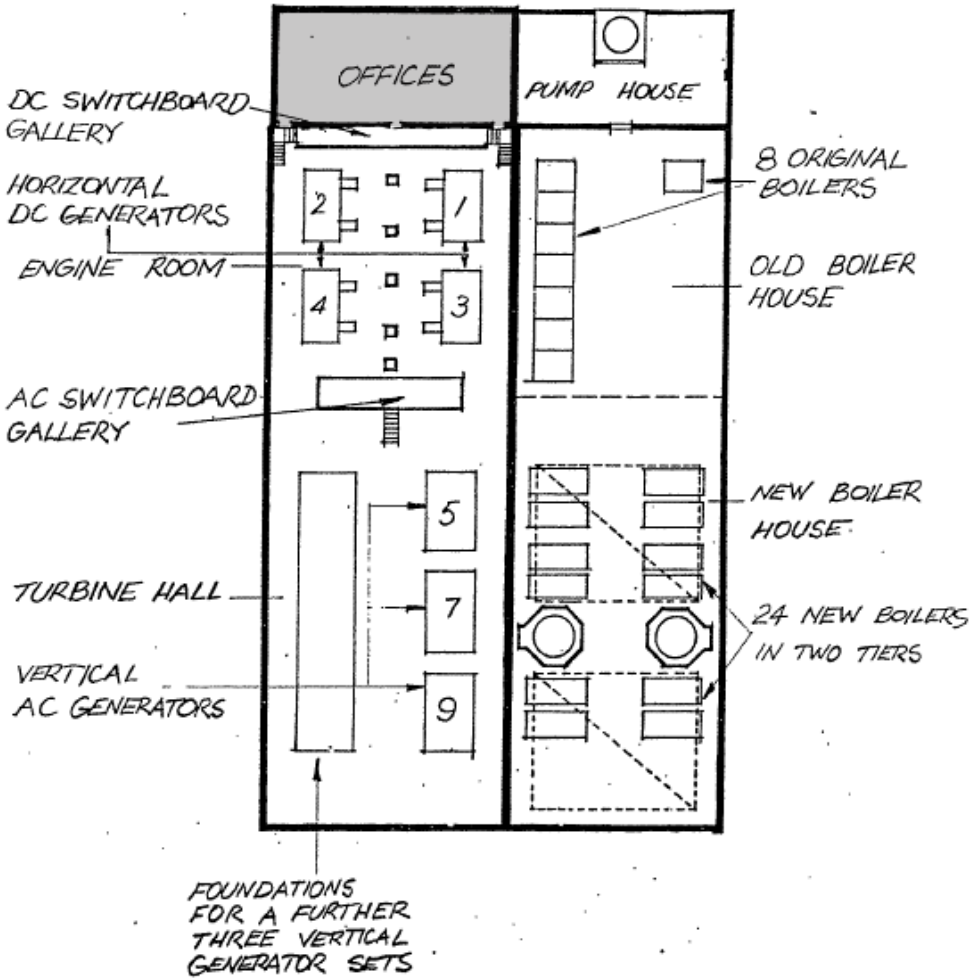 OFFICES
PUMP HOUSE
DC SWITCHBOARD
GALLERY
8 ORIGINAL
BOILERS
HORIZONTAL
DC GENERATORS
2
1
ENGINE ROOM
OLD BOILER
HOUSE
4
3
AC SWITCHBOARD
GALLERY
NEW BOILER
HOUSE
5
TURBINE HALL
7
24 NEW BOILERS
IN TWO TIERS
VERTICAL
AC GENERATORS
9
FOUNDATIONS
FOR A FURTHER
THREE VERTICAL
GENERATOR SETS